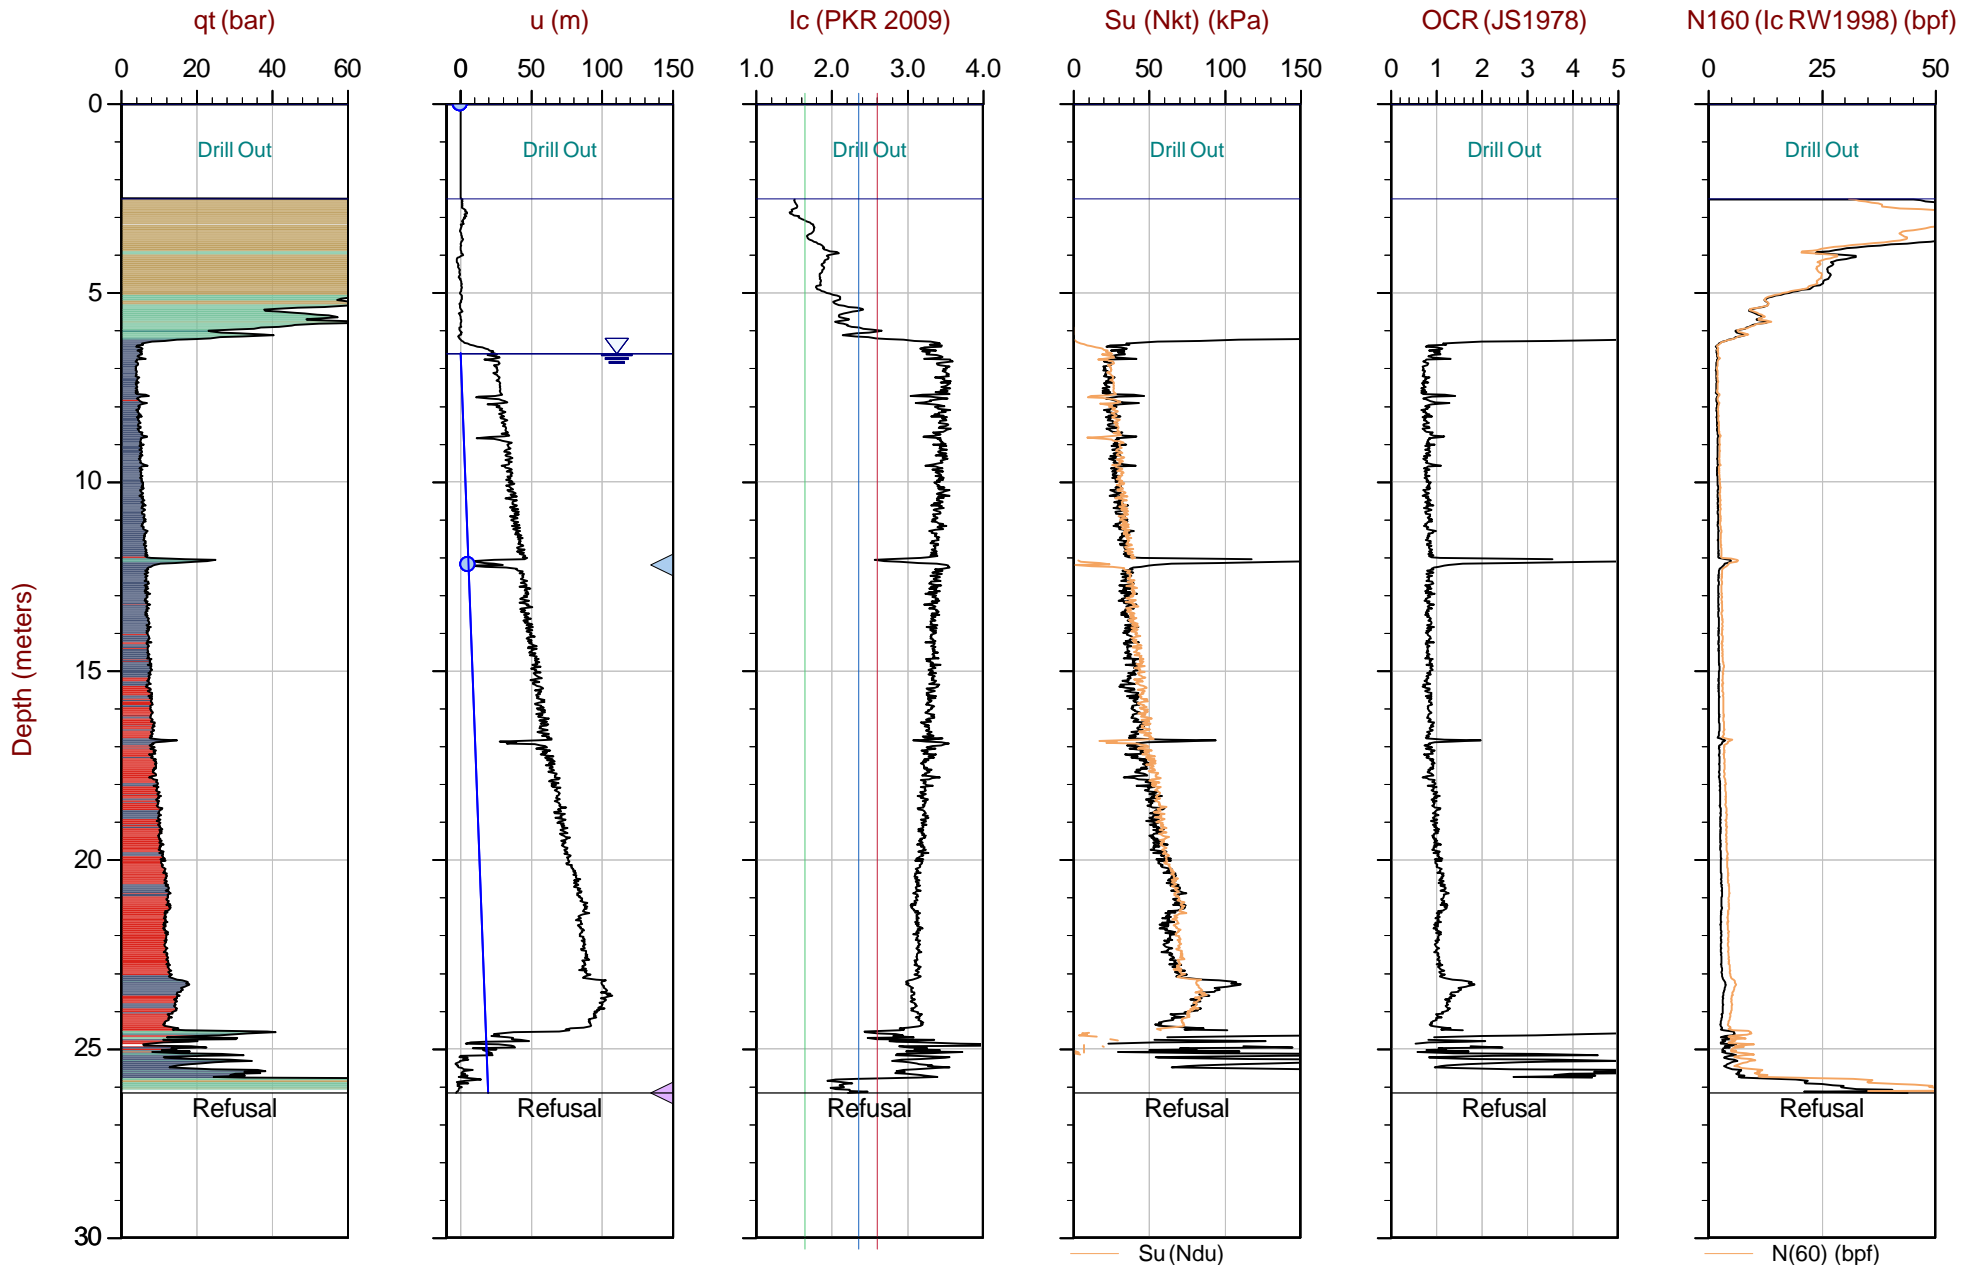 qt (bar) u (m) Ic (PKR 2009) Su (Nkt) (kPa) OCR (JS1978) N160 (Ic RW1998) (bpf)
0 20 40 60 0 50 100 150 1.0 2.0 3.0 4.0 0 50 100 150 0 1 2 3 4 5 0 25 50
0
Drill Out Drill Out Drill Out Drill Out Drill Out Drill Out
5
10
15
20
25
Refusal Refusal Refusal Refusal Refusal Refusal
30
Depth (meters)
Su (Ndu) N(60) (bpf)